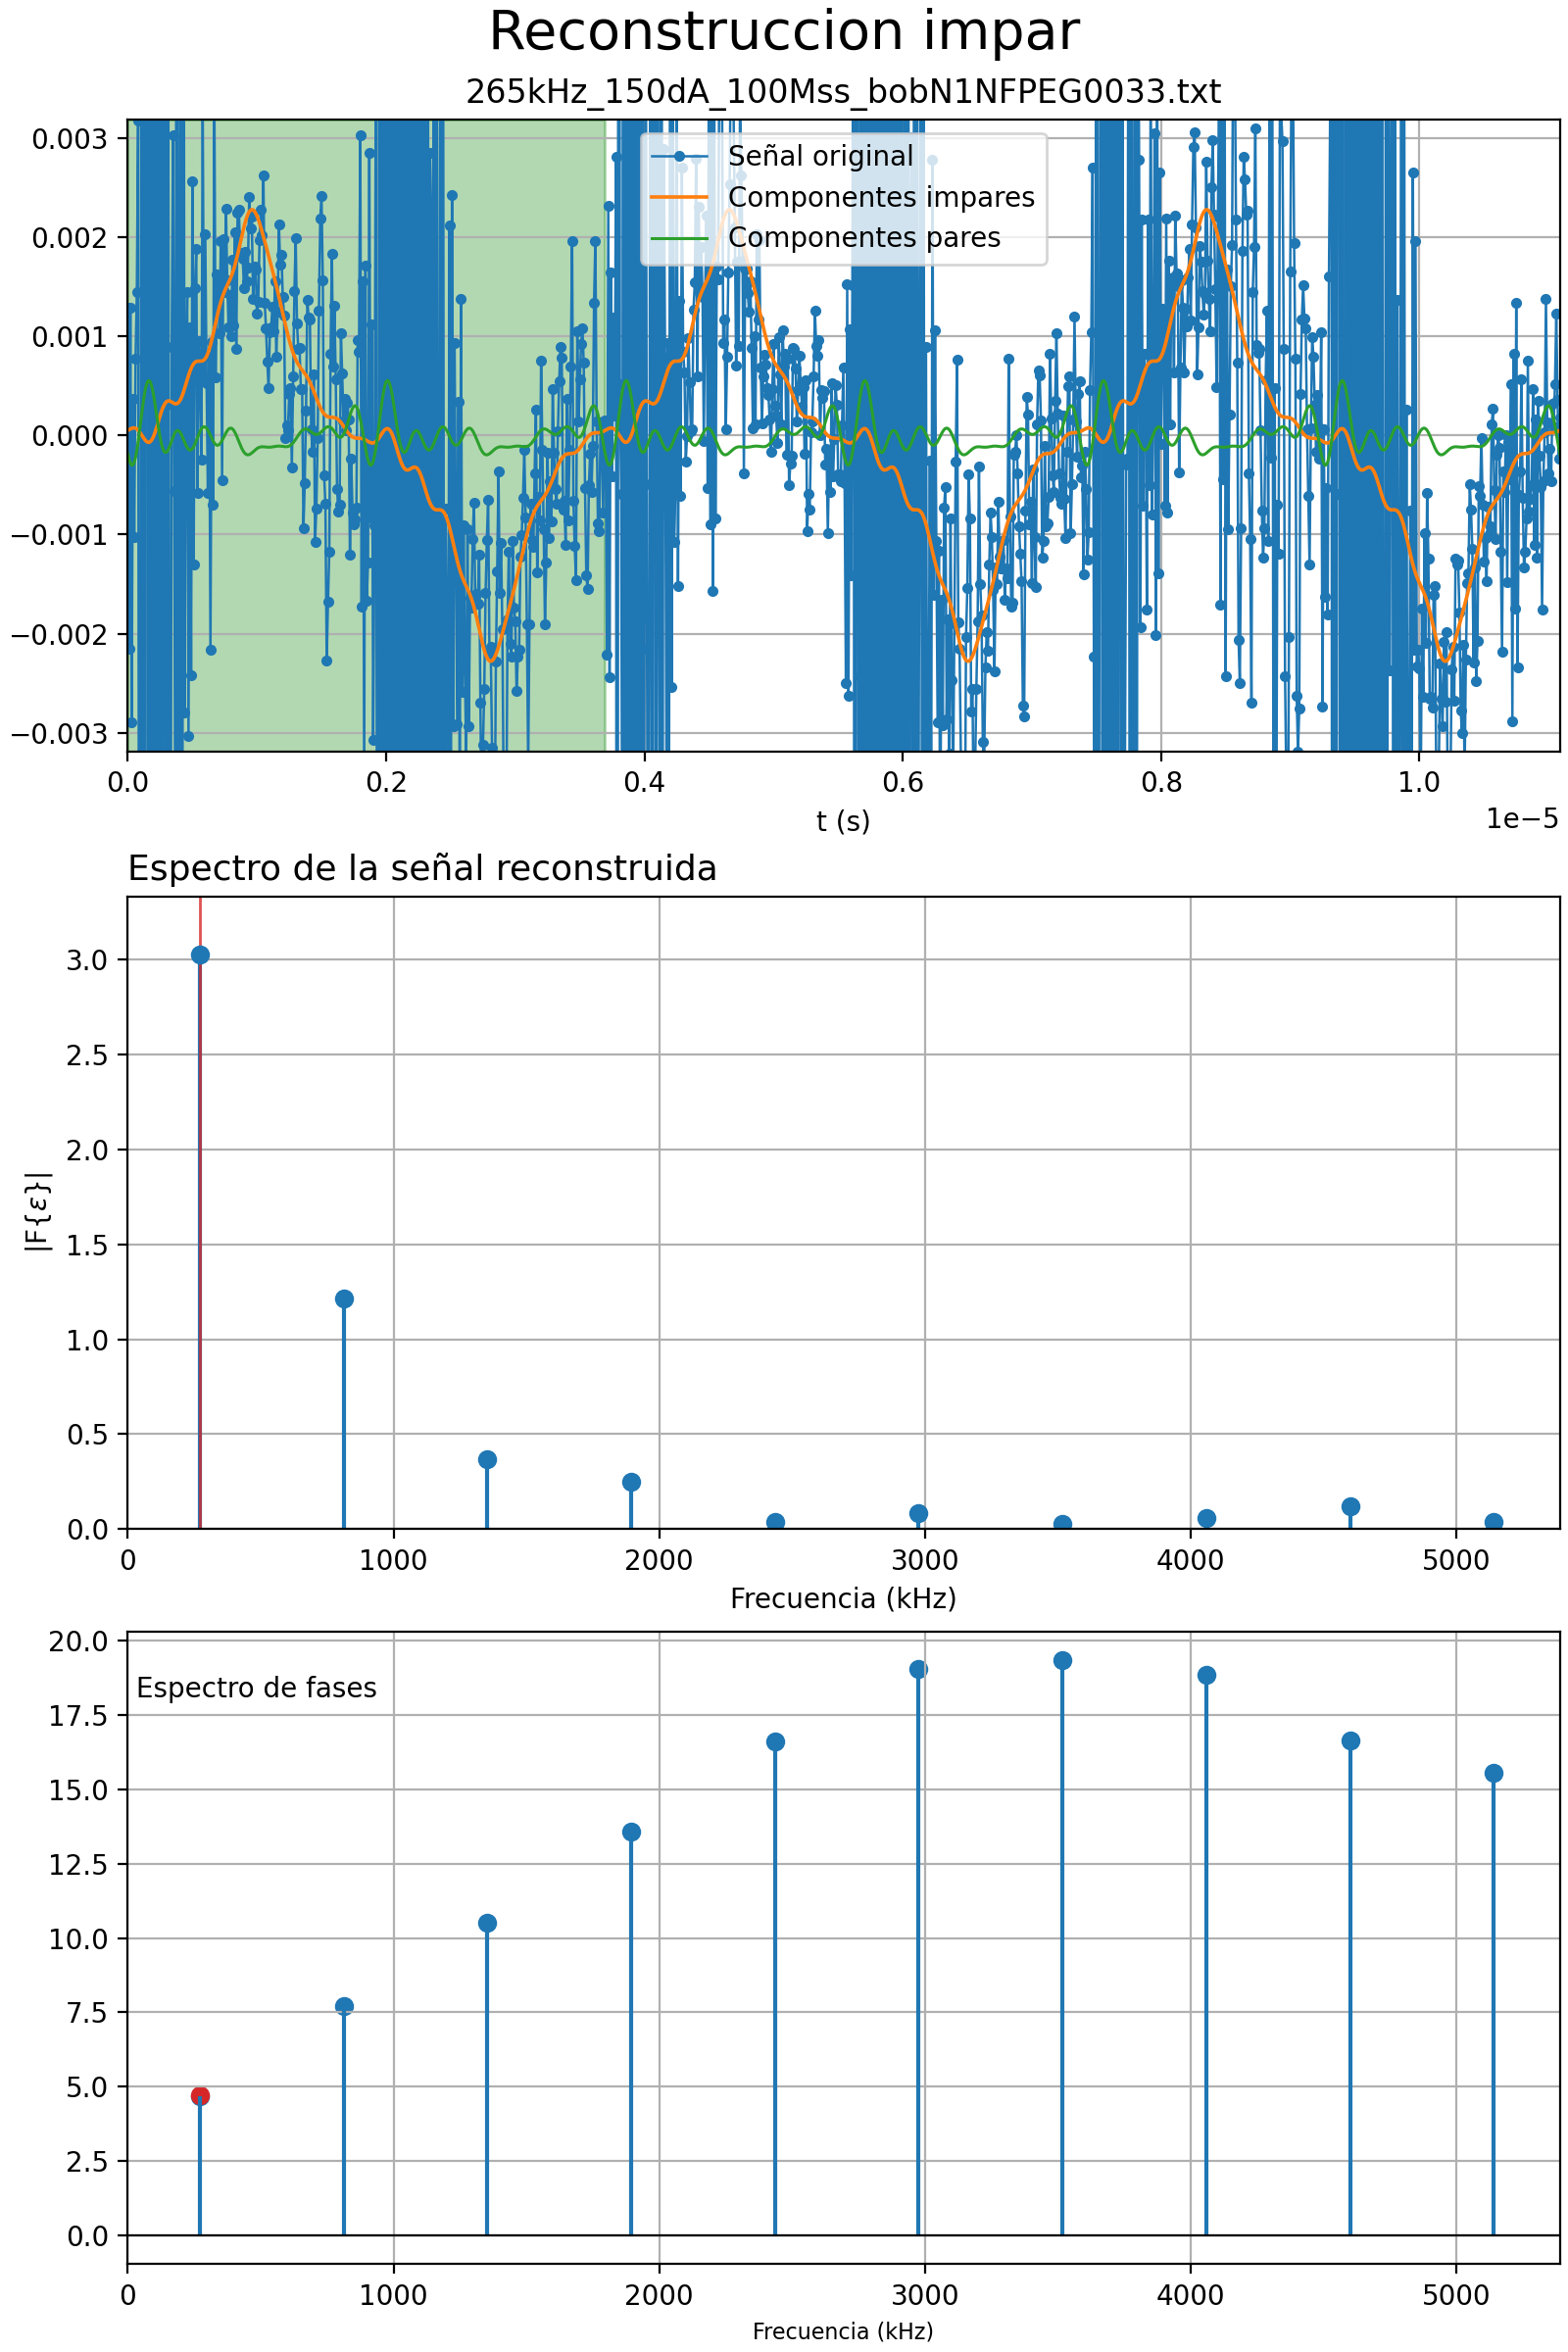 Reconstruccion impar
265kHz_150dA_100Mss_bobN1NFPEG0033.txt
Señal original
Componentes impares
Componentes pares
0.003
0.002
0.001
0.000
−0.001
−0.002
−0.003
0.0 0.2 0.4 0.6 0.8 1.0
1e−5
t (s)
Espectro de la señal reconstruida
3.0
2.5
2.0
1.5
1.0
0.5
0.0
|F{ε}|
0 1000 2000 3000 4000 5000
Frecuencia (kHz)
Espectro de fases
20.0
17.5
15.0
12.5
10.0
7.5
5.0
2.5
0.0
0 1000 2000 3000 4000 5000
Frecuencia (kHz)